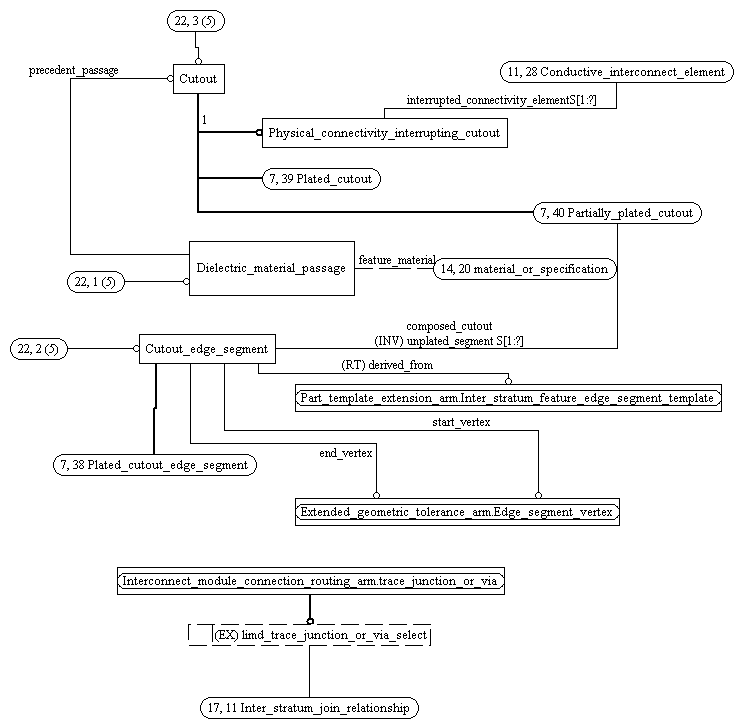 22, 3 (5)
precedent_passage
Cutout
11, 28 Conductive_interconnect_element
interrupted_connectivity_elementS[1:?]
1
Physical_connectivity_interrupting_cutout
7, 39 Plated_cutout
7, 40 Partially_plated_cutout
Dielectric_material_passage
feature_material
14, 20 material_or_specification
22, 1 (5)
composed_cutout
(INV) unplated_segment S[1:?]
22, 2 (5)
Cutout_edge_segment
(RT) derived_from
Part_template_extension_arm.Inter_stratum_feature_edge_segment_template
start_vertex
end_vertex
7, 38 Plated_cutout_edge_segment
Extended_geometric_tolerance_arm.Edge_segment_vertex
Interconnect_module_connection_routing_arm.trace_junction_or_via
(EX) limd_trace_junction_or_via_select
17, 11 Inter_stratum_join_relationship